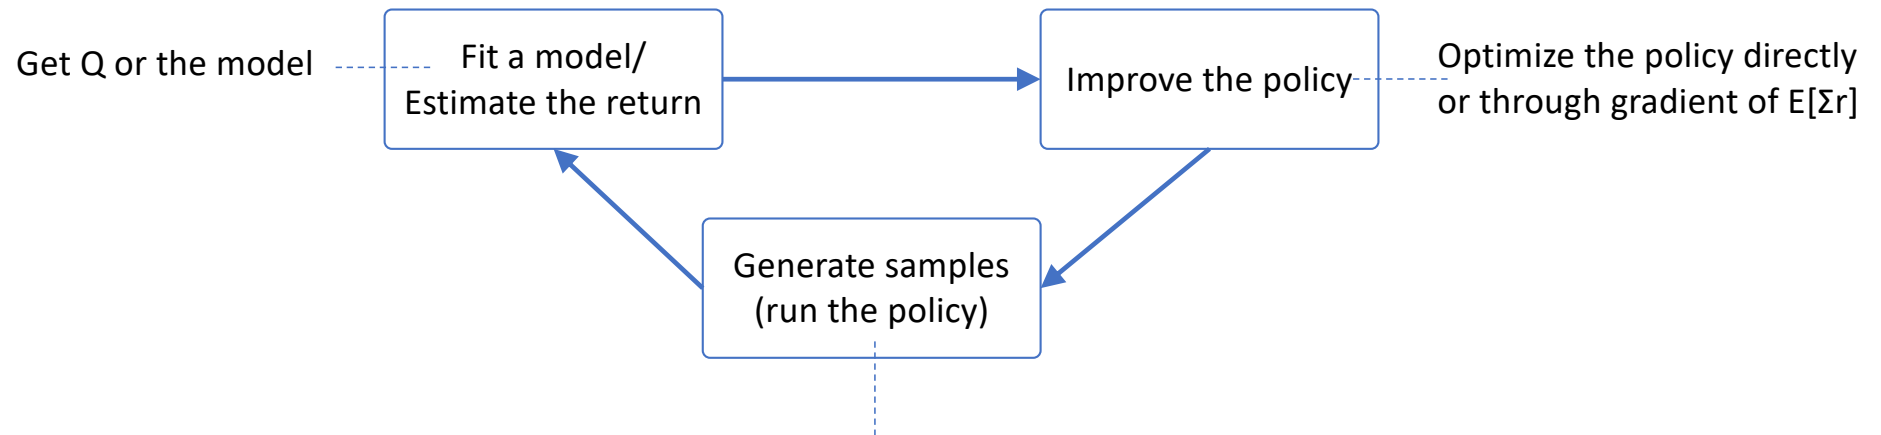 Get Q or the model
Fit a model/
Estimate the return
Improve the policy
Optimize the policy directly
or through gradient of E[Σr]
Generate samples
(run the policy)